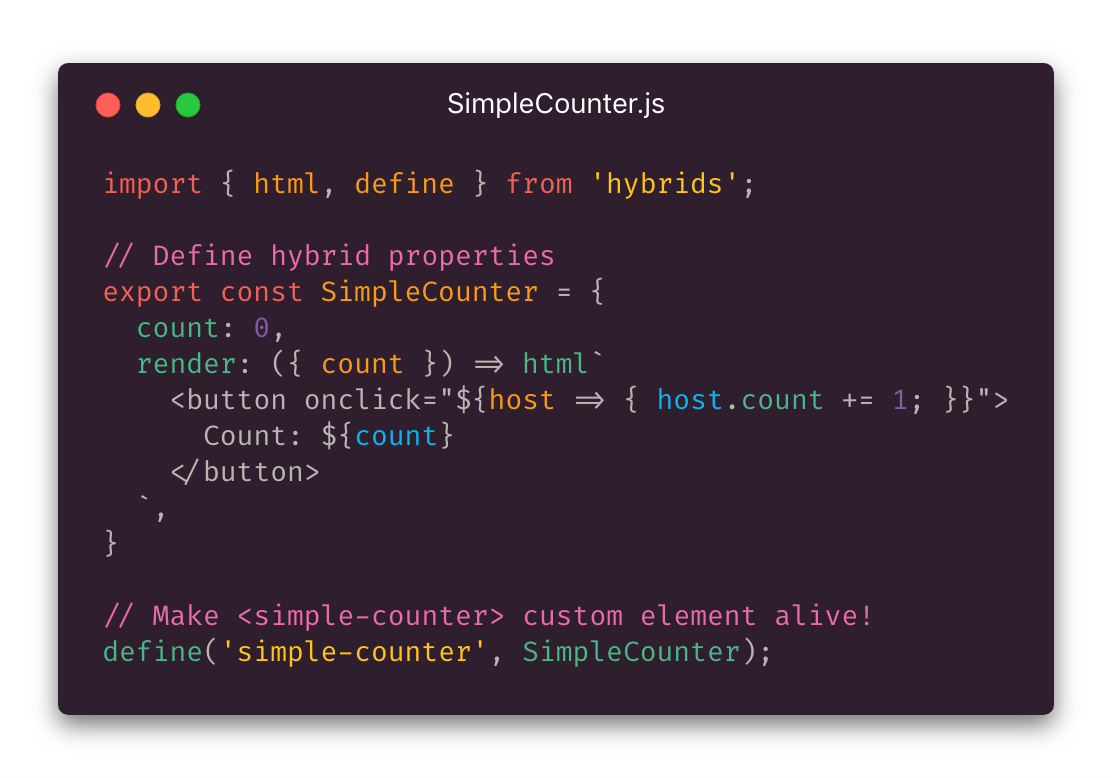 SimpleCounter.js
import { html, define } from 'hybrids';
// Define hybrid properties
export const SimpleCounter = {
  count: 0,
  render: ({ count }) => html`
    <button onclick="${host => { host.count += 1; }}">
      Count: ${count}
    </button>
  `,
}
// Make <simple-counter> custom element alive!
define('simple-counter', SimpleCounter);